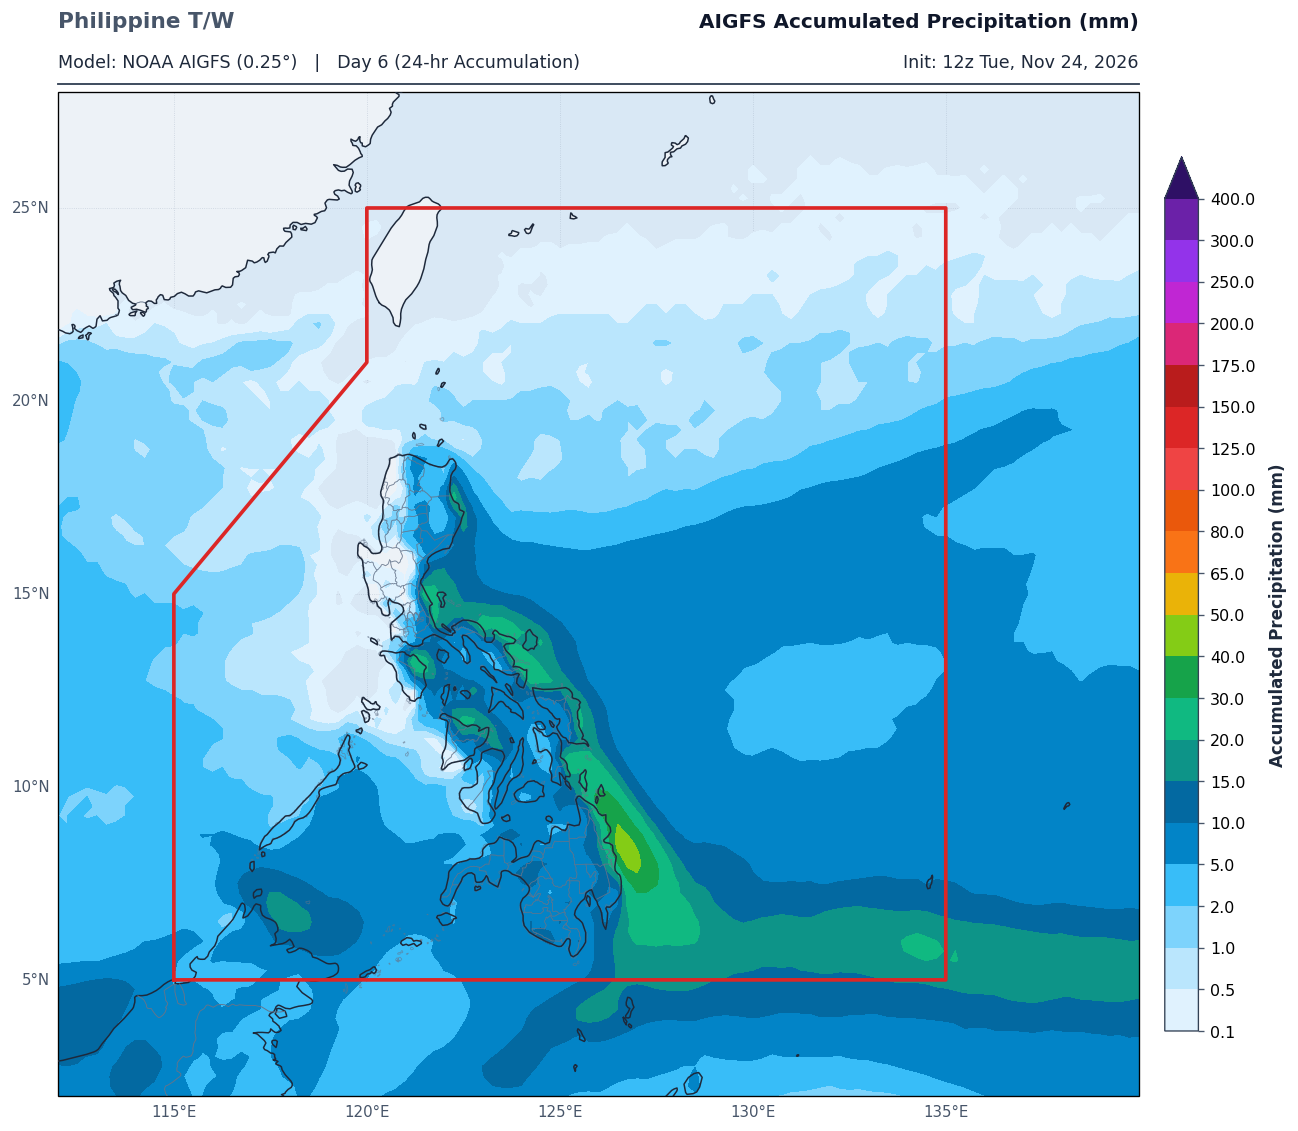 Philippine T/W
AIGFS Accumulated Precipitation (mm)
Model: NOAA AIGFS (0.25°)   |   Day 6 (24-hr Accumulation)
Init: 12z Tue, Nov 24, 2026
25°N
20°N
15°N
10°N
5°N
115°E
120°E
125°E
130°E
135°E
400.0
300.0
250.0
200.0
175.0
150.0
125.0
100.0
80.0
65.0
50.0
40.0
30.0
20.0
15.0
10.0
5.0
2.0
1.0
0.5
0.1
Accumulated Precipitation (mm)